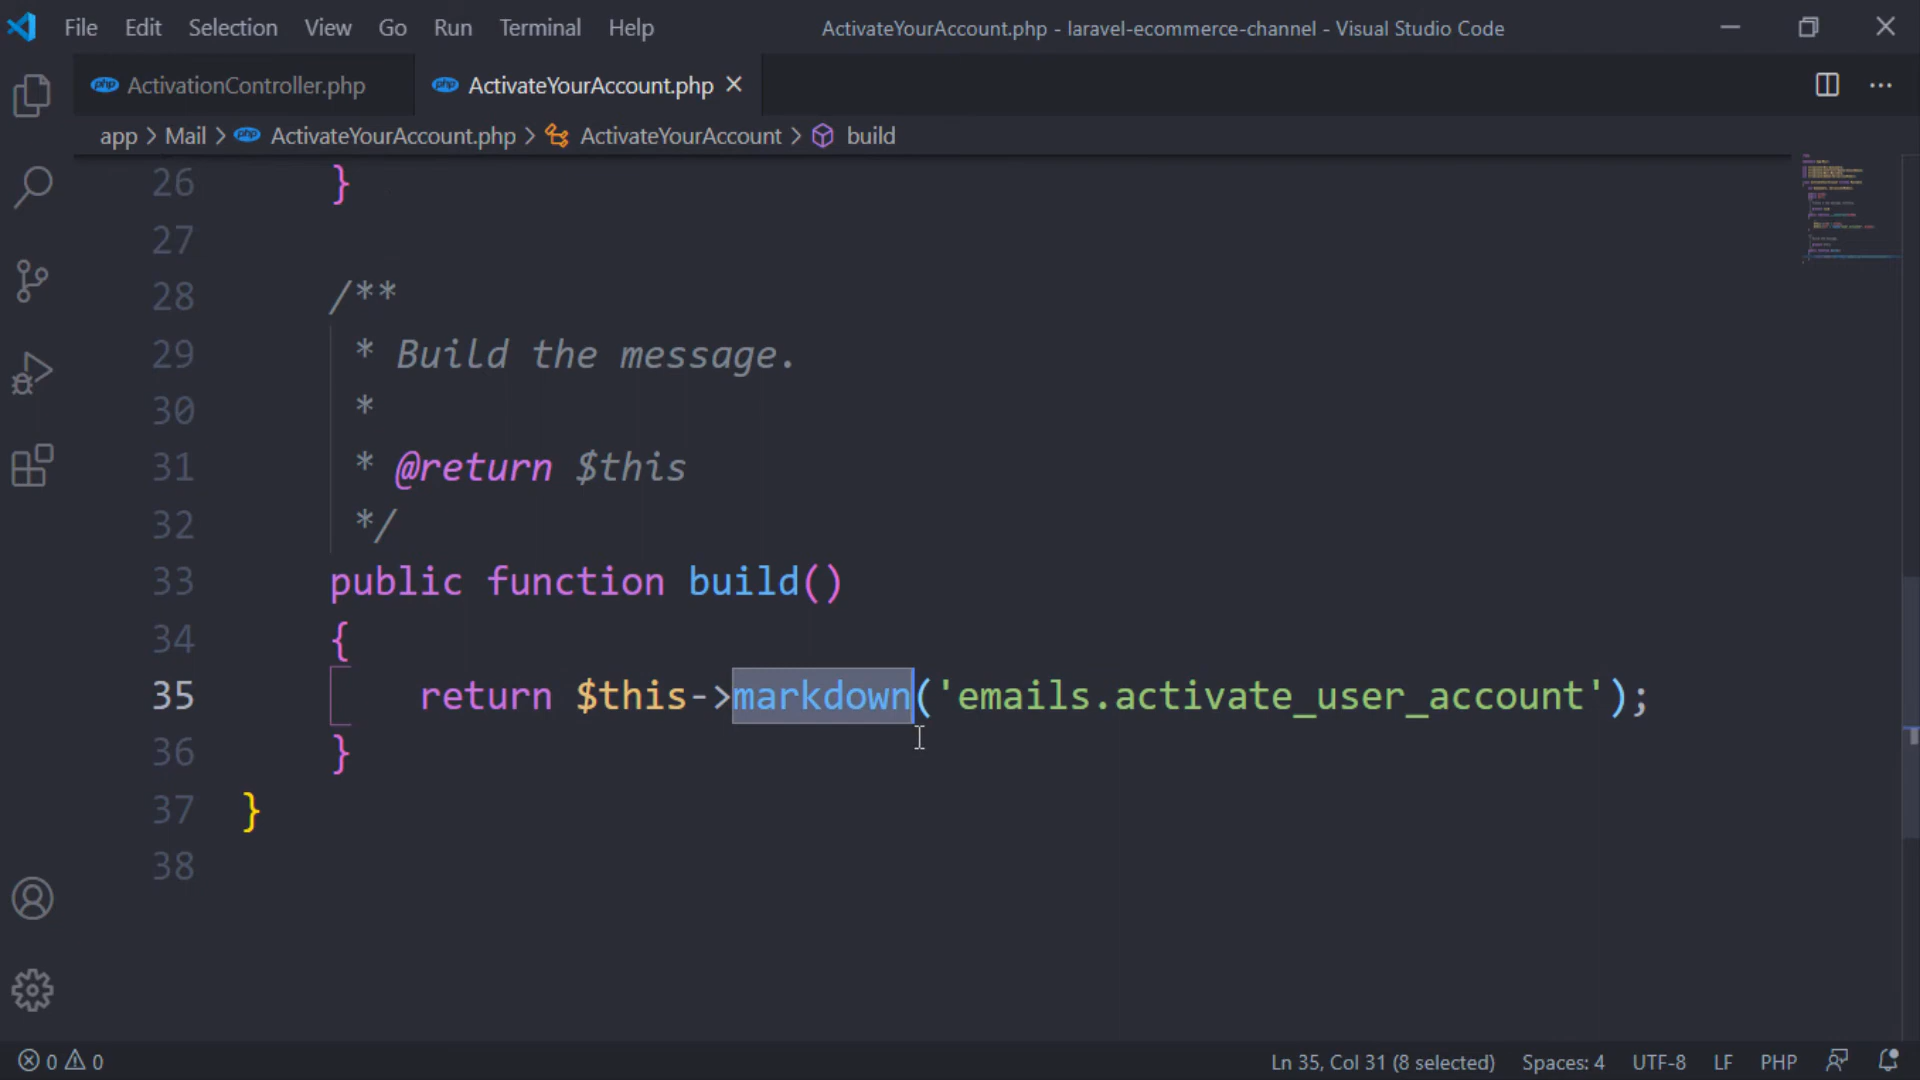 File Edit Selection View Go Run Terminal Help ActivateYourAccount.php - laravel-ecommerce-channel - Visual Studio Code
php ActivationController.php php ActivateYourAccount.php
app > Mail > php ActivateYourAccount.php > ActivateYourAccount > build
26 }
27
28 /**
29 * Build the message.
30 *
31 * @return $this
32 */
33 public function build()
34 {
35 return $this->markdown('emails.activate_user_account');
36 }
37 }
38
0 0 Ln 35, Col 31 (8 selected) Spaces: 4 UTF-8 LF PHP